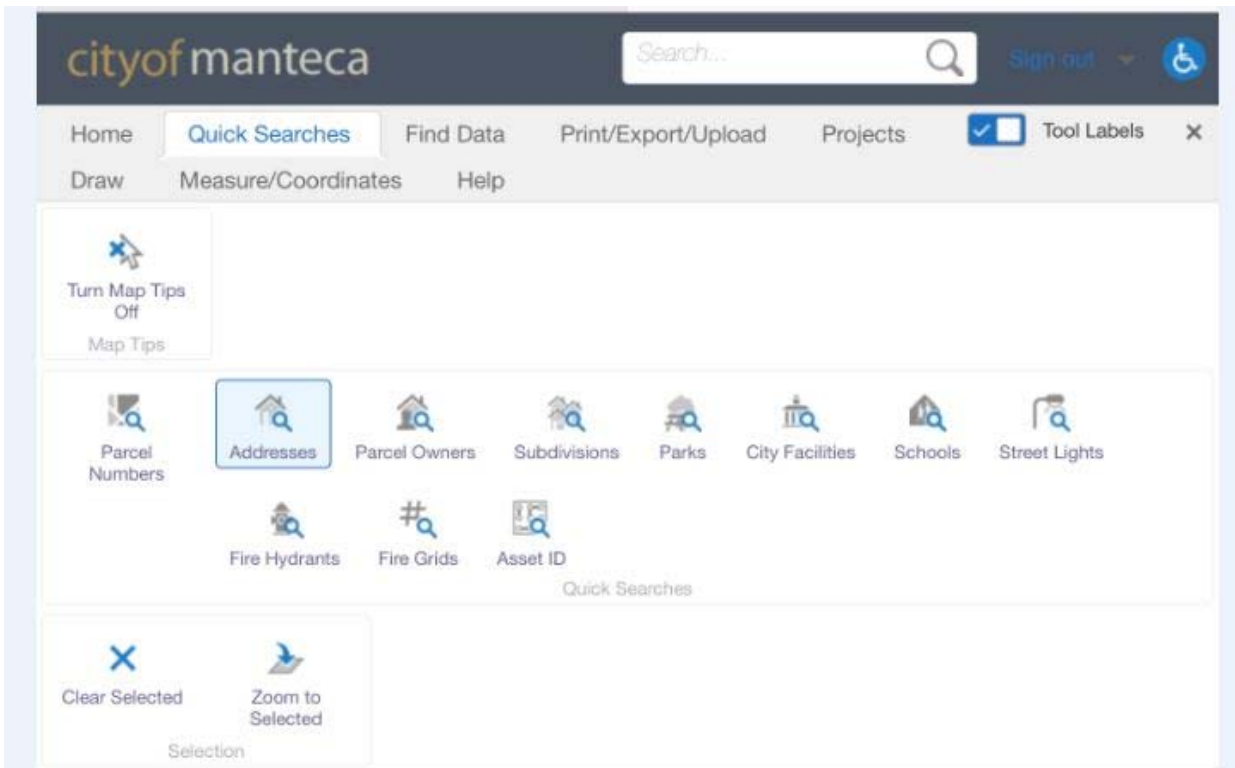 cityofmanteca
Search...
Sign out
Home Quick Searches Find Data Print/Export/Upload Projects Tool Labels
Draw Measure/Coordinates Help
Turn Map Tips
Off
Map Tips
Parcel Addresses Parcel Owners Subdivisions Parks City Facilities Schools Street Lights
Numbers
Fire Hydrants Fire Grids Asset ID
Quick Searches
Clear Selected Zoom to
Selected
Selection